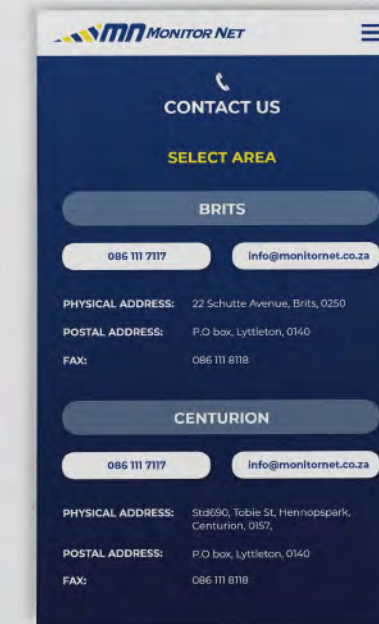 MN MONITOR NET
CONTACT US
SELECT AREA
BRITS
086 111 7117 info@monitornet.co.za
PHYSICAL ADDRESS: 22 Schutte Avenue, Brits, 0250
POSTAL ADDRESS: P.O box, Lyttleton, 0140
FAX: 086 111 8118
CENTURION
086 111 7117 info@monitornet.co.za
PHYSICAL ADDRESS: Std690, Tobie St, Hennopspark,
Centurion, 0157,
POSTAL ADDRESS: P.O box, Lyttleton, 0140
FAX: 086 111 8118